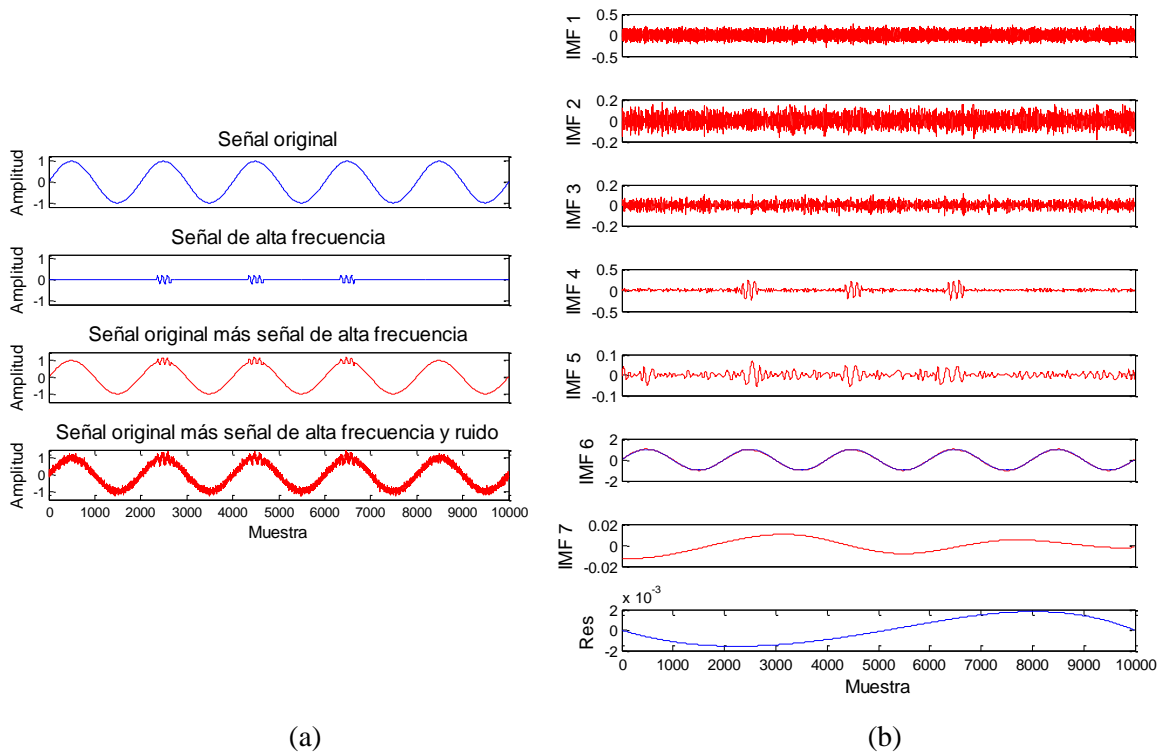 Señal original
Amplitud
1
0
-1
Señal de alta frecuencia
Amplitud
1
0
-1
Señal original más señal de alta frecuencia
Amplitud
1
0
-1
Señal original más señal de alta frecuencia y ruido
Amplitud
1
0
-1
0 1000 2000 3000 4000 5000 6000 7000 8000 9000 10000
Muestra
(a)
IMF 1
0.5
0
-0.5
IMF 2
0.2
0
-0.2
IMF 3
0.2
0
-0.2
IMF 4
0.5
0
-0.5
IMF 5
0.1
0
-0.1
IMF 6
2
0
-2
IMF 7
0.02
0
-0.02
x 10^-3
Res
2
0
-2
0 1000 2000 3000 4000 5000 6000 7000 8000 9000 10000
Muestra
(b)